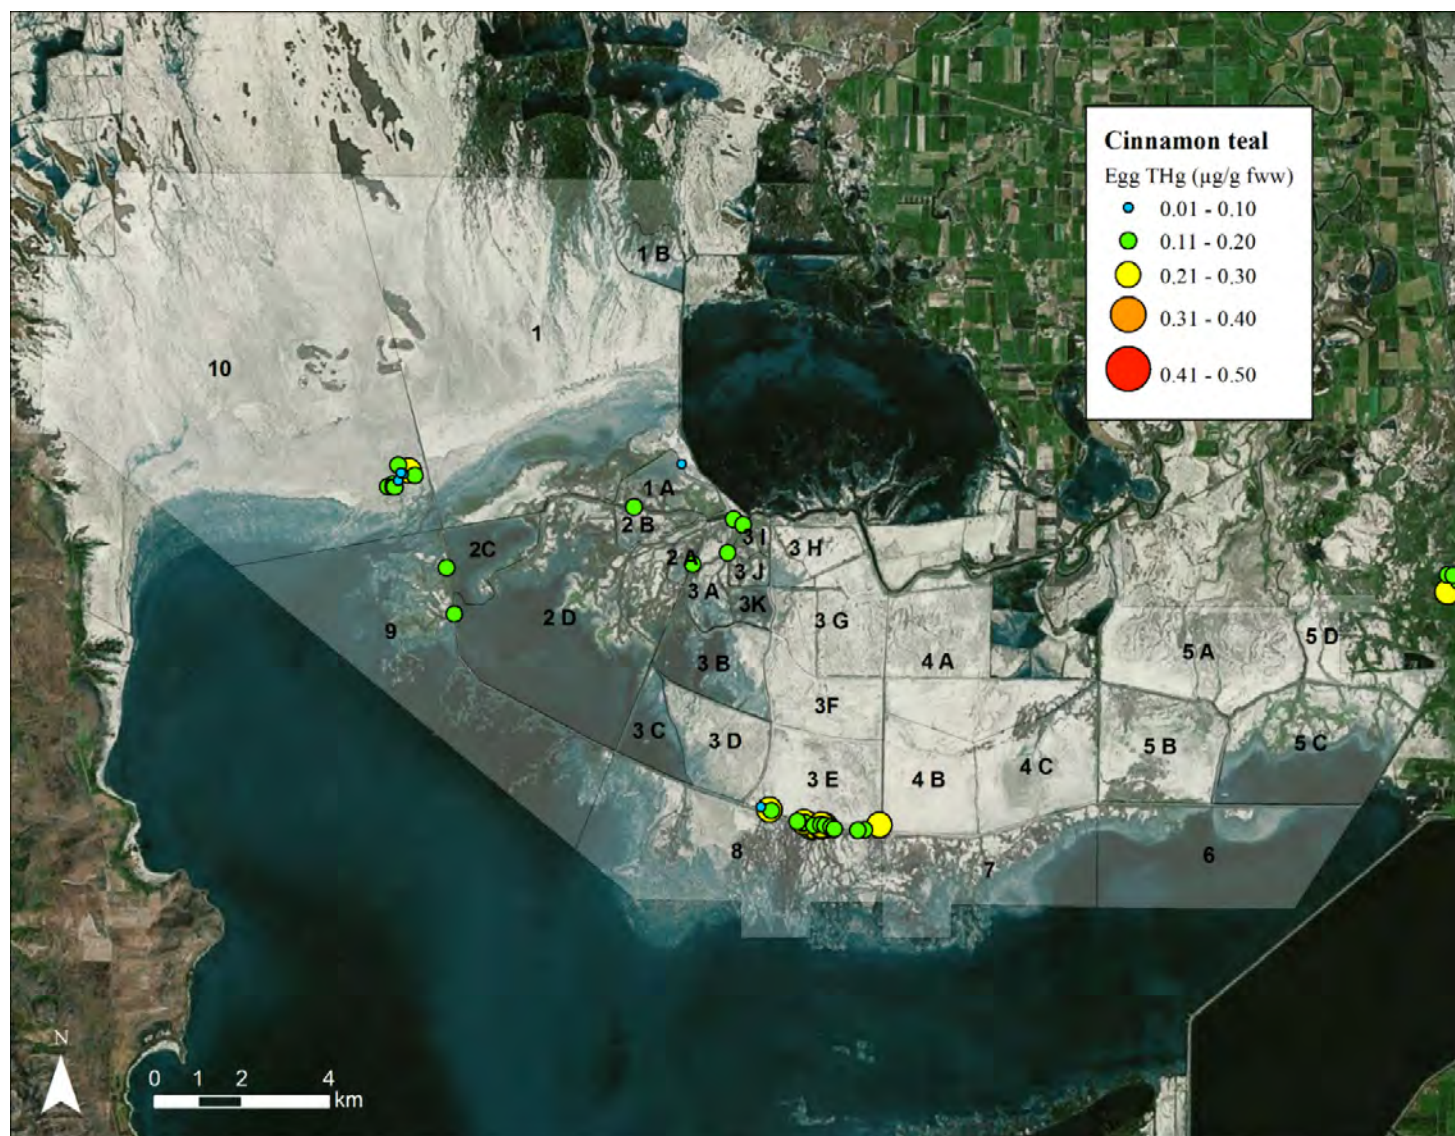 Cinnamon teal
Egg THg (µg/g fww)
0.01 - 0.10
0.11 - 0.20
0.21 - 0.30
0.31 - 0.40
0.41 - 0.50
1 B
1
10
1 A
2 B
3 I
3 H
2C
2 A
3 J
3 A
3K
2 D
9
3 G
3 B
4 A
5 A
5 D
3F
3 C
3 D
5 B
5 C
3 E
4 B
4 C
8
7
6
N
0 1 2 4
km